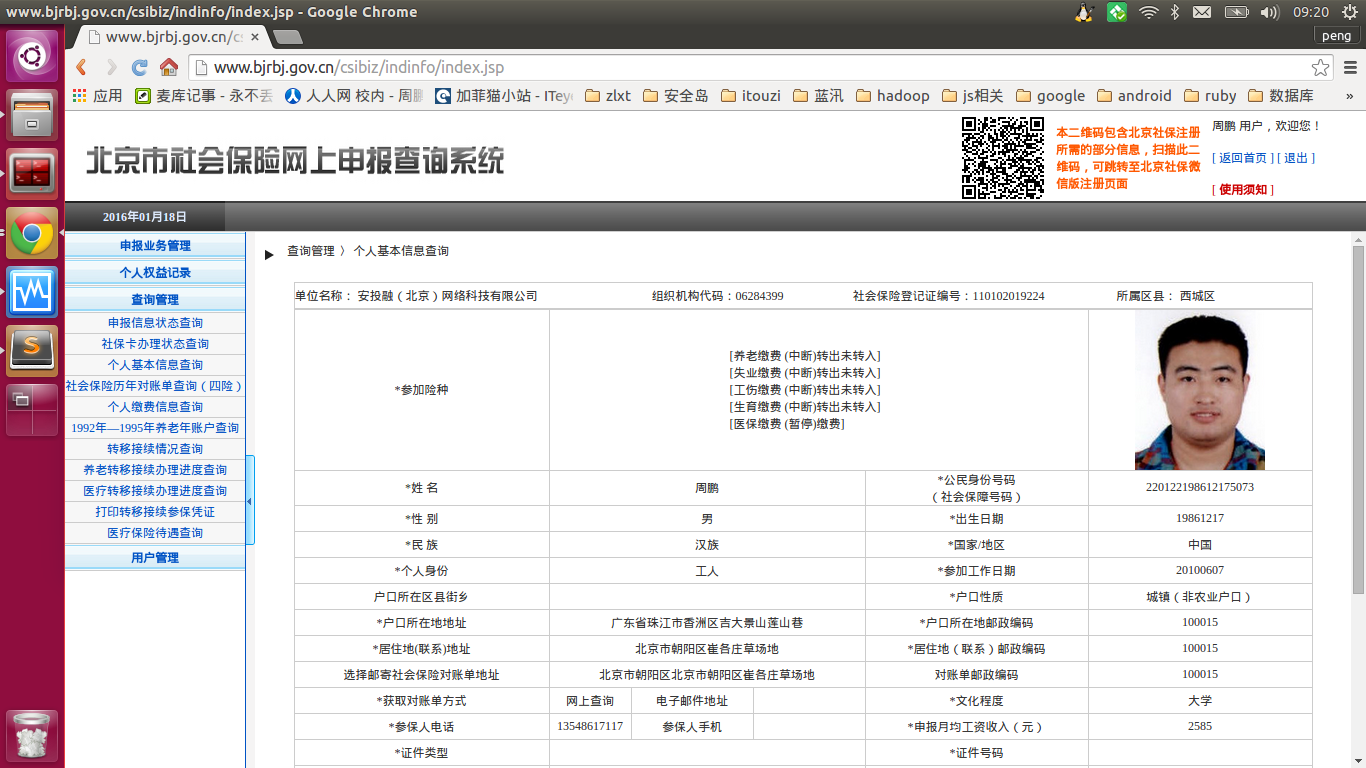 www.bjrbj.gov.cn/csibiz/indinfo/index.jsp - Google Chrome
09:20
www.bjrbj.gov.cn/cs
peng
www.bjrbj.gov.cn/csibiz/indinfo/index.jsp
应用 麦库记事 - 永不丢 人人网 校内 - 周鹏 加菲猫小站 - ITeye zlxt 安全岛 itouzi 蓝汛 hadoop js相关 google android ruby 数据库 »
北京市社会保险网上申报查询系统
本二维码包含北京社保注册
所需的部分信息，扫描此二
维码，可跳转至北京社保微
信版注册页面
周鹏 用户，欢迎您！
[ 返回首页 ] [ 退出 ]
[ 使用须知 ]
2016年01月18日
申报业务管理
个人权益记录
查询管理
申报信息状态查询
社保卡办理状态查询
个人基本信息查询
社会保险历年对账单查询（四险）
个人缴费信息查询
1992年—1995年养老年账户查询
转移接续情况查询
养老转移接续办理进度查询
医疗转移接续办理进度查询
打印转移接续参保凭证
医疗保险待遇查询
用户管理
查询管理 〉 个人基本信息查询
单位名称： 安投融（北京）网络科技有限公司 组织机构代码：06284399 社会保险登记证编号：110102019224 所属区县： 西城区
*参加险种
[养老缴费 (中断)转出未转入]
[失业缴费 (中断)转出未转入]
[工伤缴费 (中断)转出未转入]
[生育缴费 (中断)转出未转入]
[医保缴费 (暂停)缴费]
*姓 名 周鹏 *公民身份号码
（社会保障号码） 220122198612175073
*性 别 男 *出生日期 19861217
*民 族 汉族 *国家/地区 中国
*个人身份 工人 *参加工作日期 20100607
户口所在区县街乡 *户口性质 城镇（非农业户口）
*户口所在地地址 广东省珠江市香洲区吉大景山莲山巷 *户口所在地邮政编码 100015
*居住地(联系)地址 北京市朝阳区崔各庄草场地 *居住地（联系）邮政编码 100015
选择邮寄社会保险对账单地址 北京市朝阳区北京市朝阳区崔各庄草场地 对账单邮政编码 100015
*获取对账单方式 网上查询 电子邮件地址 *文化程度 大学
*参保人电话 13548617117 参保人手机 *申报月均工资收入（元） 2585
*证件类型 *证件号码